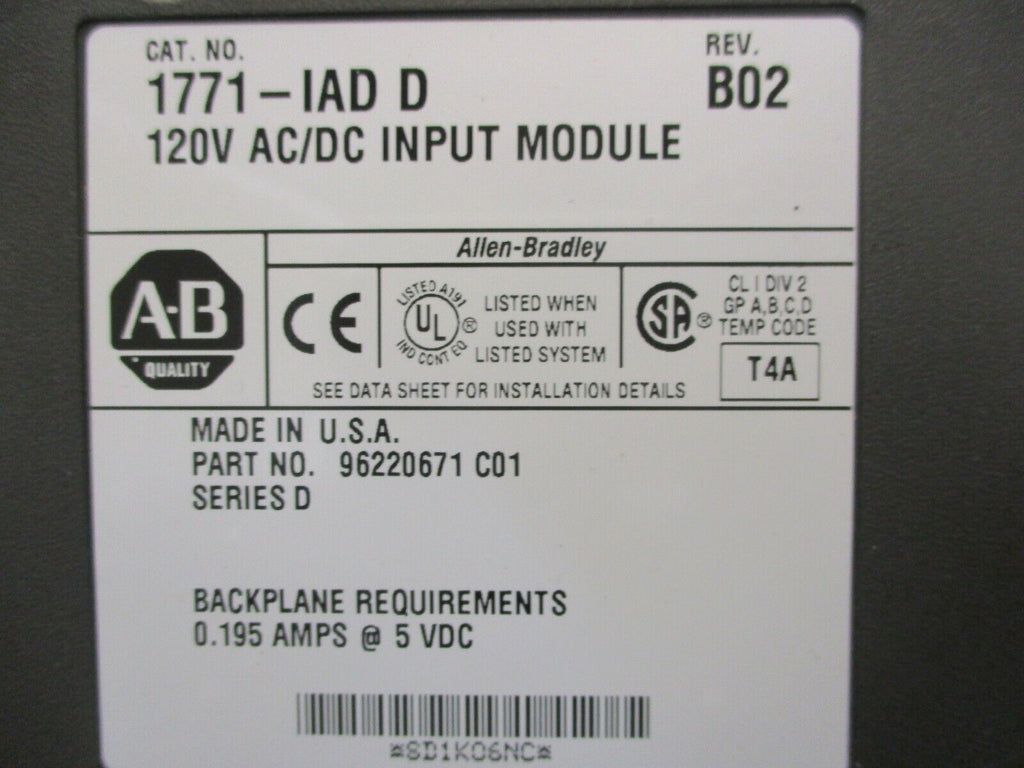 CAT. NO.
REV.
1771-IAD D
B02
120V AC/DC INPUT MODULE
Allen-Bradley
A-B
QUALITY
CE
LISTED A191
UL
®
IND CONT EQ
LISTED WHEN
USED WITH
LISTED SYSTEM
SA
®
CL I DIV 2
GP A,B,C,D
TEMP CODE
T4A
SEE DATA SHEET FOR INSTALLATION DETAILS
MADE IN U.S.A.
PART NO. 96220671 C01
SERIES D
BACKPLANE REQUIREMENTS
0.195 AMPS @ 5 VDC
*8D1K06NC*